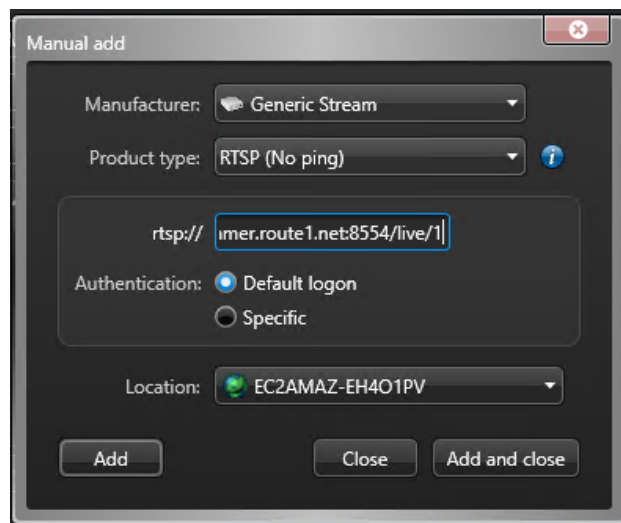 Manual add
Manufacturer: Generic Stream
Product type: RTSP (No ping)
rtsp:// mer.route1.net:8554/live/1
Authentication: Default logon
Specific
Location: EC2AMAZ-EH4O1PV
Add Close Add and close